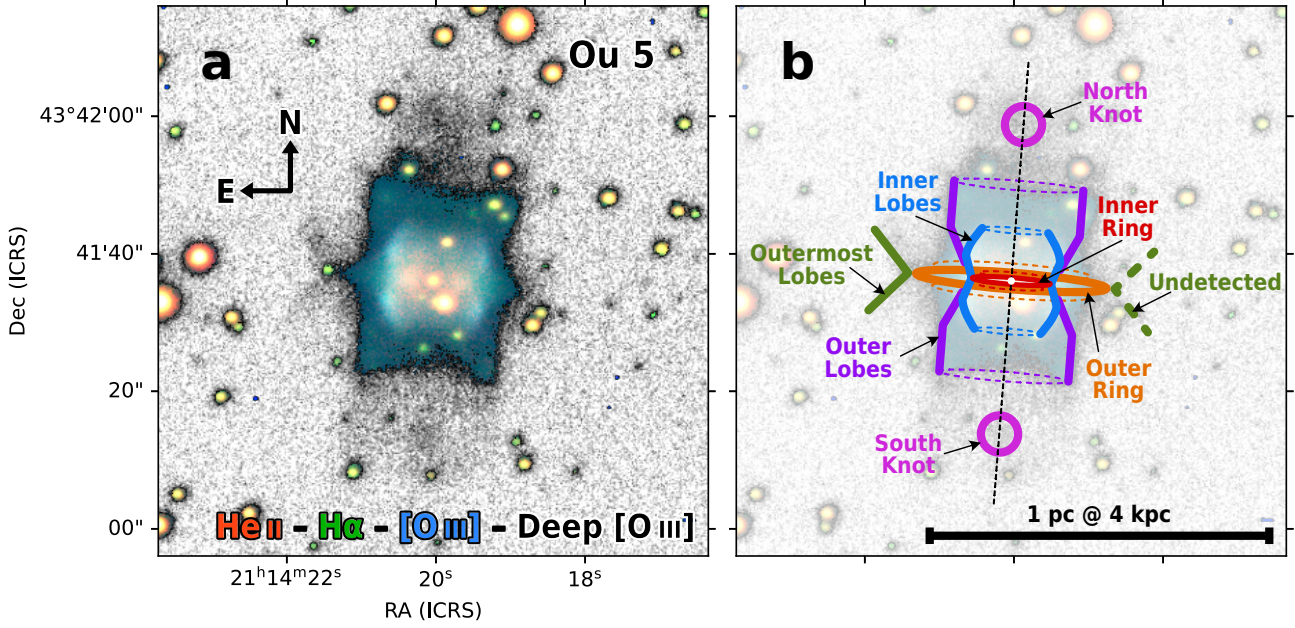 a
Ou 5
N
E
43°42'00"
41'40"
20"
00"
Dec (ICRS)
He II – Hα – [O III] – Deep [O III]
21ʰ14ᵐ22ˢ
20ˢ
18ˢ
RA (ICRS)
b
North
Knot
Inner
Lobes
Inner
Ring
Outermost
Lobes
Undetected
Outer
Lobes
Outer
Ring
South
Knot
1 pc @ 4 kpc